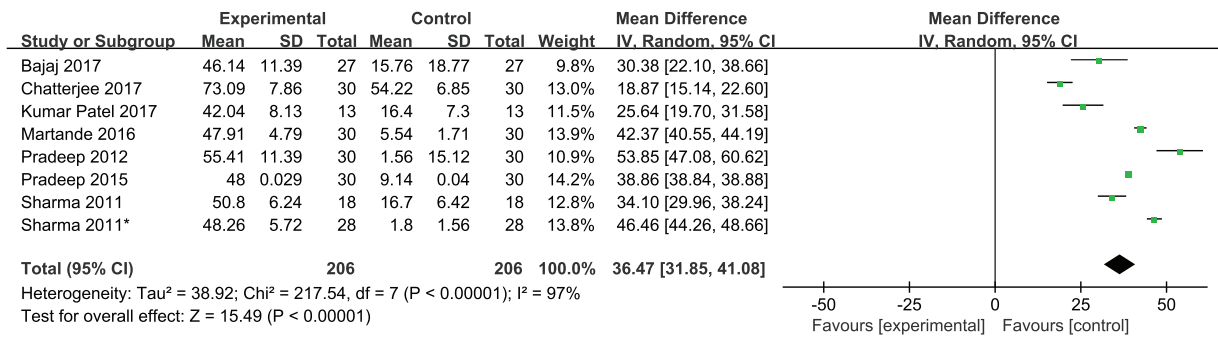 Experimental Control Mean Difference Mean Difference
Study or Subgroup Mean SD Total Mean SD Total Weight IV, Random, 95% CI IV, Random, 95% CI
Bajaj 2017 46.14 11.39 27 15.76 18.77 27 9.8% 30.38 [22.10, 38.66]
Chatterjee 2017 73.09 7.86 30 54.22 6.85 30 13.0% 18.87 [15.14, 22.60]
Kumar Patel 2017 42.04 8.13 13 16.4 7.3 13 11.5% 25.64 [19.70, 31.58]
Martande 2016 47.91 4.79 30 5.54 1.71 30 13.9% 42.37 [40.55, 44.19]
Pradeep 2012 55.41 11.39 30 1.56 15.12 30 10.9% 53.85 [47.08, 60.62]
Pradeep 2015 48 0.029 30 9.14 0.04 30 14.2% 38.86 [38.84, 38.88]
Sharma 2011 50.8 6.24 18 16.7 6.42 18 12.8% 34.10 [29.96, 38.24]
Sharma 2011* 48.26 5.72 28 1.8 1.56 28 13.8% 46.46 [44.26, 48.66]
Total (95% CI) 206 206 100.0% 36.47 [31.85, 41.08]
Heterogeneity: Tau² = 38.92; Chi² = 217.54, df = 7 (P < 0.00001); I² = 97%
Test for overall effect: Z = 15.49 (P < 0.00001)
-50 -25 0 25 50
Favours [experimental] Favours [control]